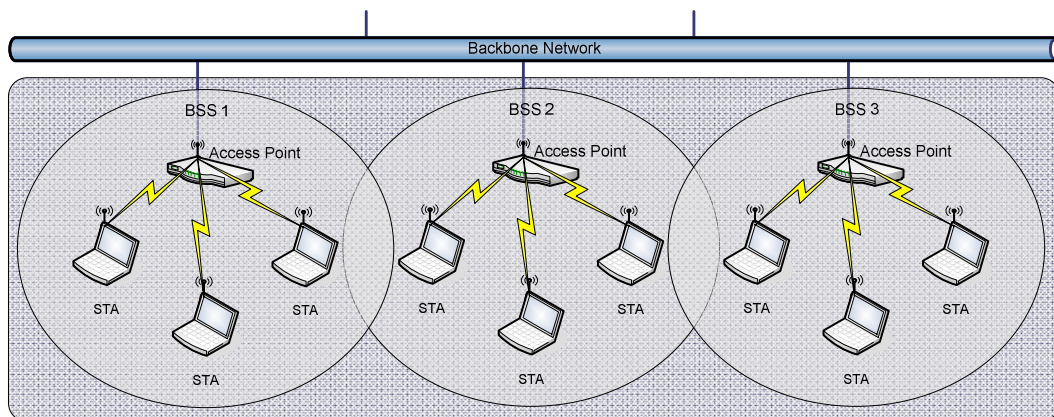 Backbone Network
BSS 1
BSS 2
BSS 3
Access Point
Access Point
Access Point
STA
STA
STA
STA
STA
STA
STA
STA
STA